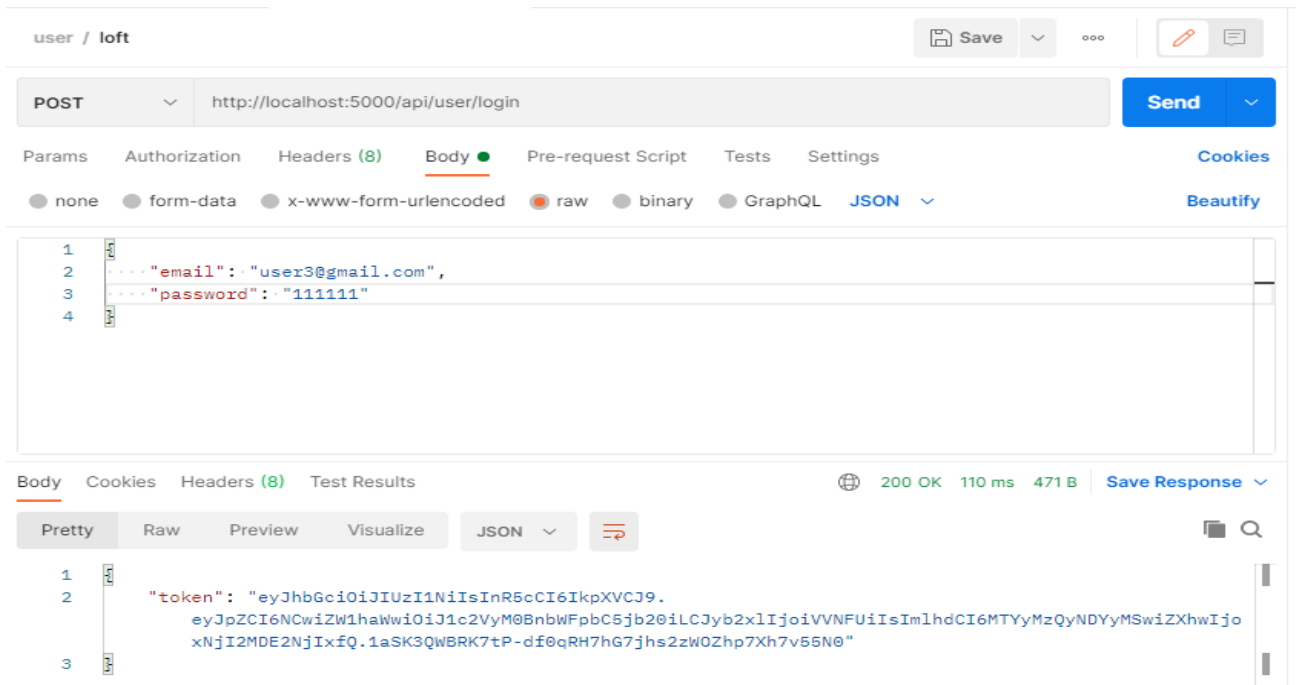 user / loft
Save
POST http://localhost:5000/api/user/login Send
Params Authorization Headers (8) Body Pre-request Script Tests Settings Cookies
none form-data x-www-form-urlencoded raw binary GraphQL JSON Beautify
1 {
2 "email": "user3@gmail.com",
3 "password": "111111"
4 }
Body Cookies Headers (8) Test Results 200 OK 110 ms 471 B Save Response
Pretty Raw Preview Visualize JSON
1 {
2 "token": "eyJhbGciOiJIUzI1NiIsInR5cCI6IkpXVCJ9.
eyJpZCI6NCwiZW1haWwiOiJ1c2VyM0BnbWFpbC5jb20iLCJyb2xlIjoiVVNFUiIsImlhdCI6MTYyMzQyNDYyMSwiZXhwIjo
xNjI2MDE2NjIxfQ.1aSK3QWBRK7tP-df0qRH7hG7jhs2zWOZhp7Xh7v55N0"
3 }